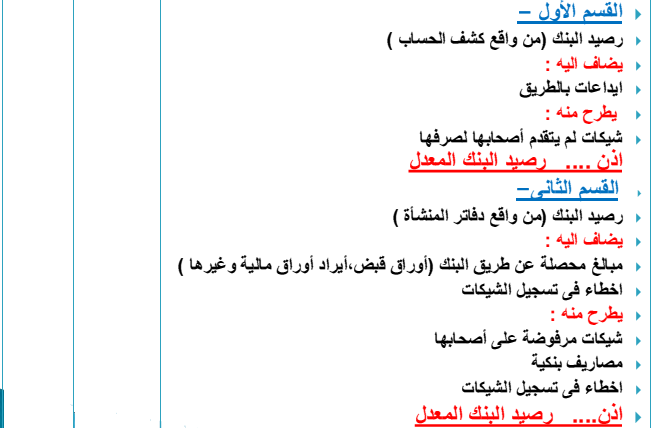 القسم الأول –
رصيد البنك (من واقع كشف الحساب )
يضاف اليه :
ايداعات بالطريق
يطرح منه :
شيكات لم يتقدم أصحابها لصرفها
اذن .... رصيد البنك المعدل
القسم الثانى–
رصيد البنك (من واقع دفاتر المنشأة )
يضاف اليه :
مبالغ محصلة عن طريق البنك (أوراق قبض،أيراد أوراق مالية وغيرها )
اخطاء فى تسجيل الشيكات
يطرح منه :
شيكات مرفوضة على أصحابها
مصاريف بنكية
اخطاء فى تسجيل الشيكات
اذن.... رصيد البنك المعدل